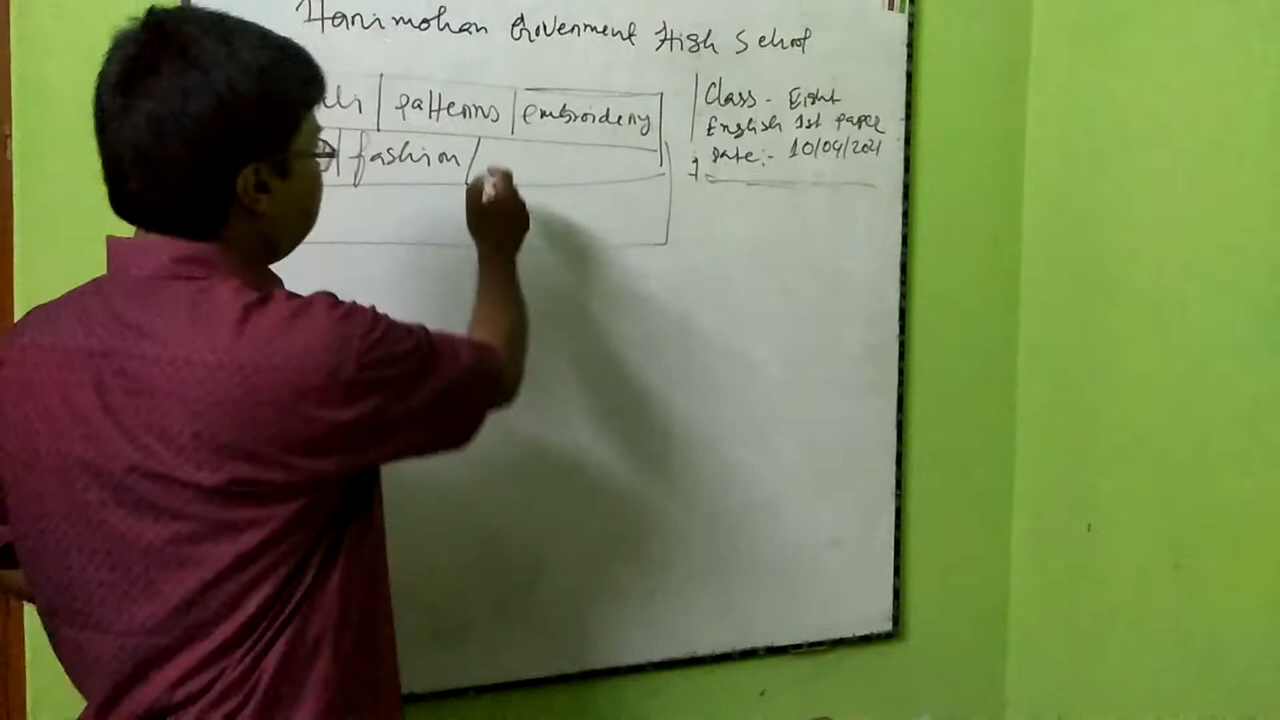 Harimohan Government High School
patterns | embroidery
fashion
Class - Eight
English 1st paper
Date:- 10/04/2021